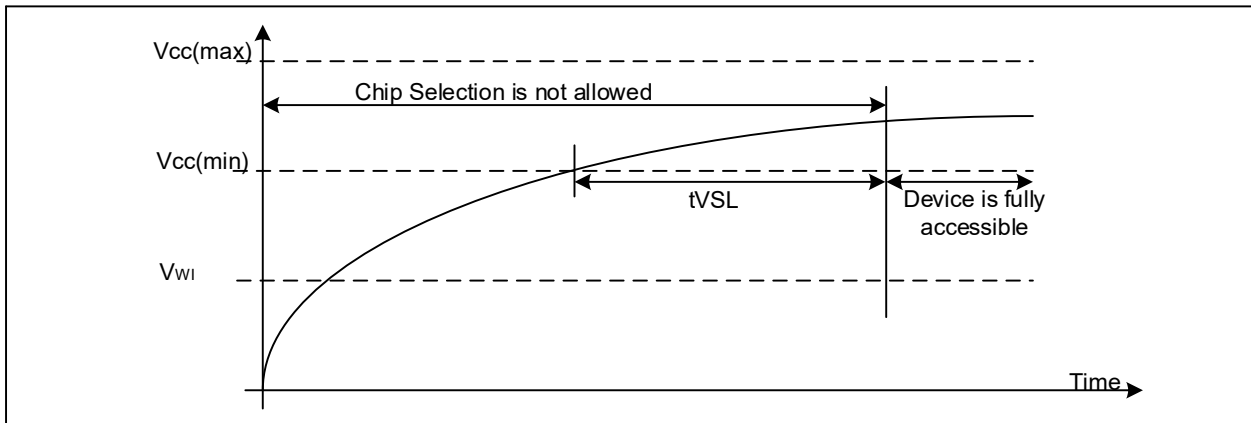 Vcc(max)
Chip Selection is not allowed
Vcc(min)
tVSL
Device is fully
accessible
VWI
Time